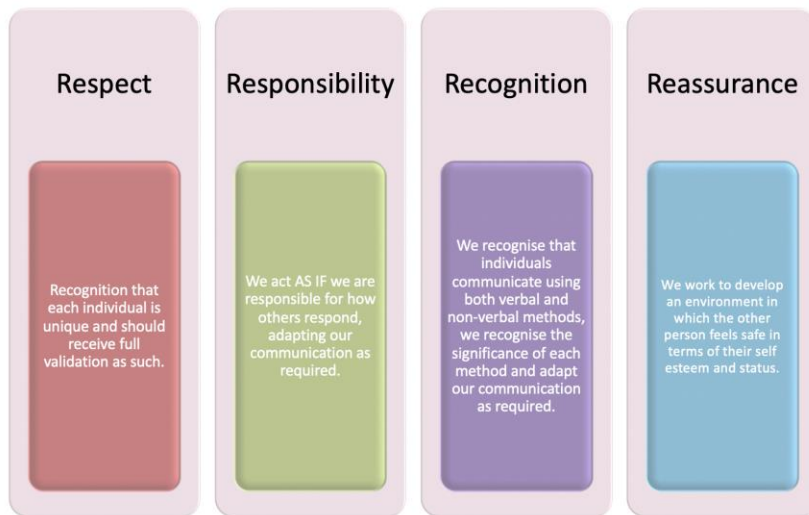 Respect
Recognition that
each individual is
unique and should
receive full
validation as such.
Responsibility
We act AS IF we are
responsible for how
others respond,
adapting our
communication as
required.
Recognition
We recognise that
individuals
communicate using
both verbal and
non-verbal methods,
we recognise the
significance of each
method and adapt
our communication
as required.
Reassurance
We work to develop
an environment in
which the other
person feels safe in
terms of their self
esteem and status.